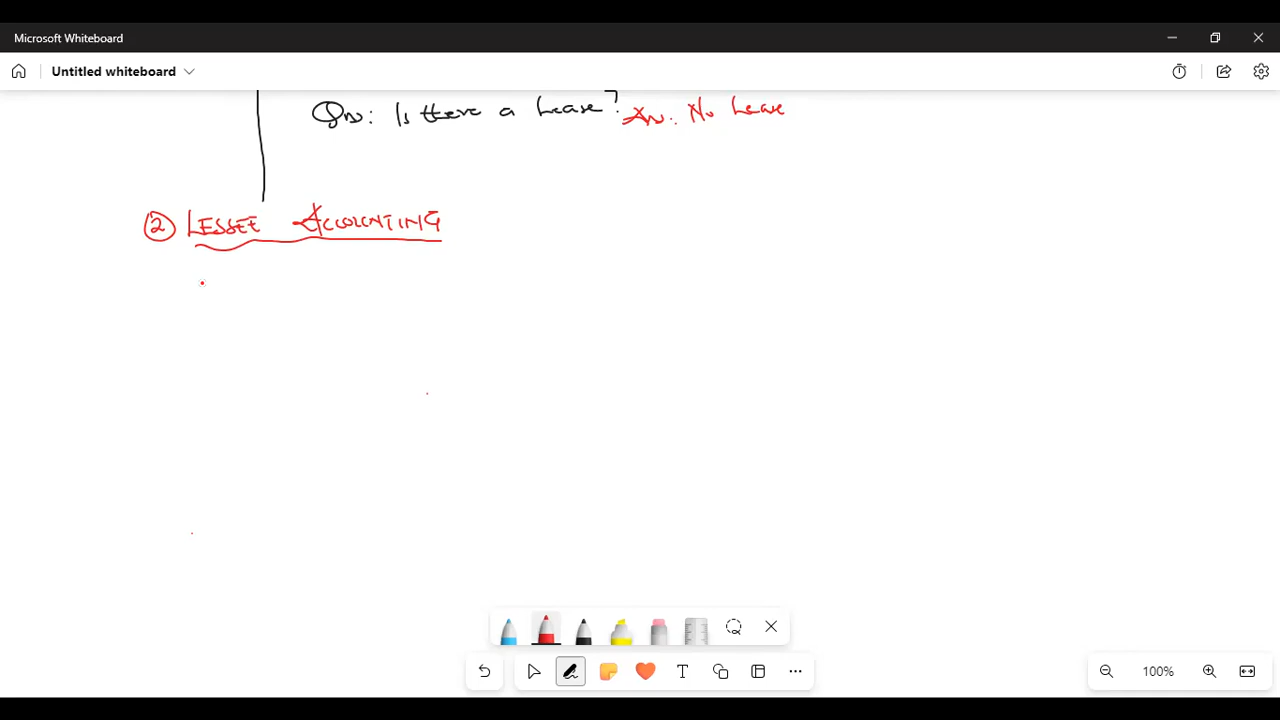 Microsoft Whiteboard
Untitled whiteboard
Qn: Is there a Lease? An: No Lease
② LESSEE ACCOUNTING
100%